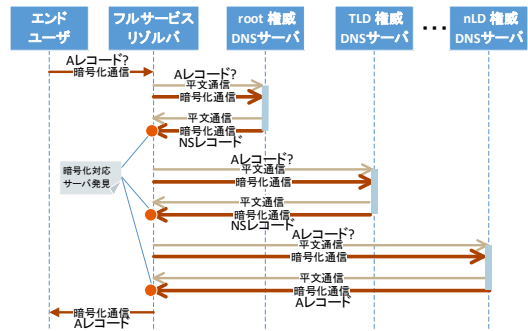 エンド
ユーザ
フルサービス
リゾルバ
root 権威
DNSサーバ
TLD 権威
DNSサーバ
･･･
nLD 権威
DNSサーバ
Aレコード?
暗号化通信
Aレコード?
平文通信
暗号化通信
平文通信
暗号化通信
NSレコード
暗号化対応
サーバ発見
Aレコード?
平文通信
暗号化通信
平文通信
暗号化通信
NSレコード
Aレコード?
平文通信
暗号化通信
平文通信
暗号化通信
Aレコード
暗号化通信
Aレコード